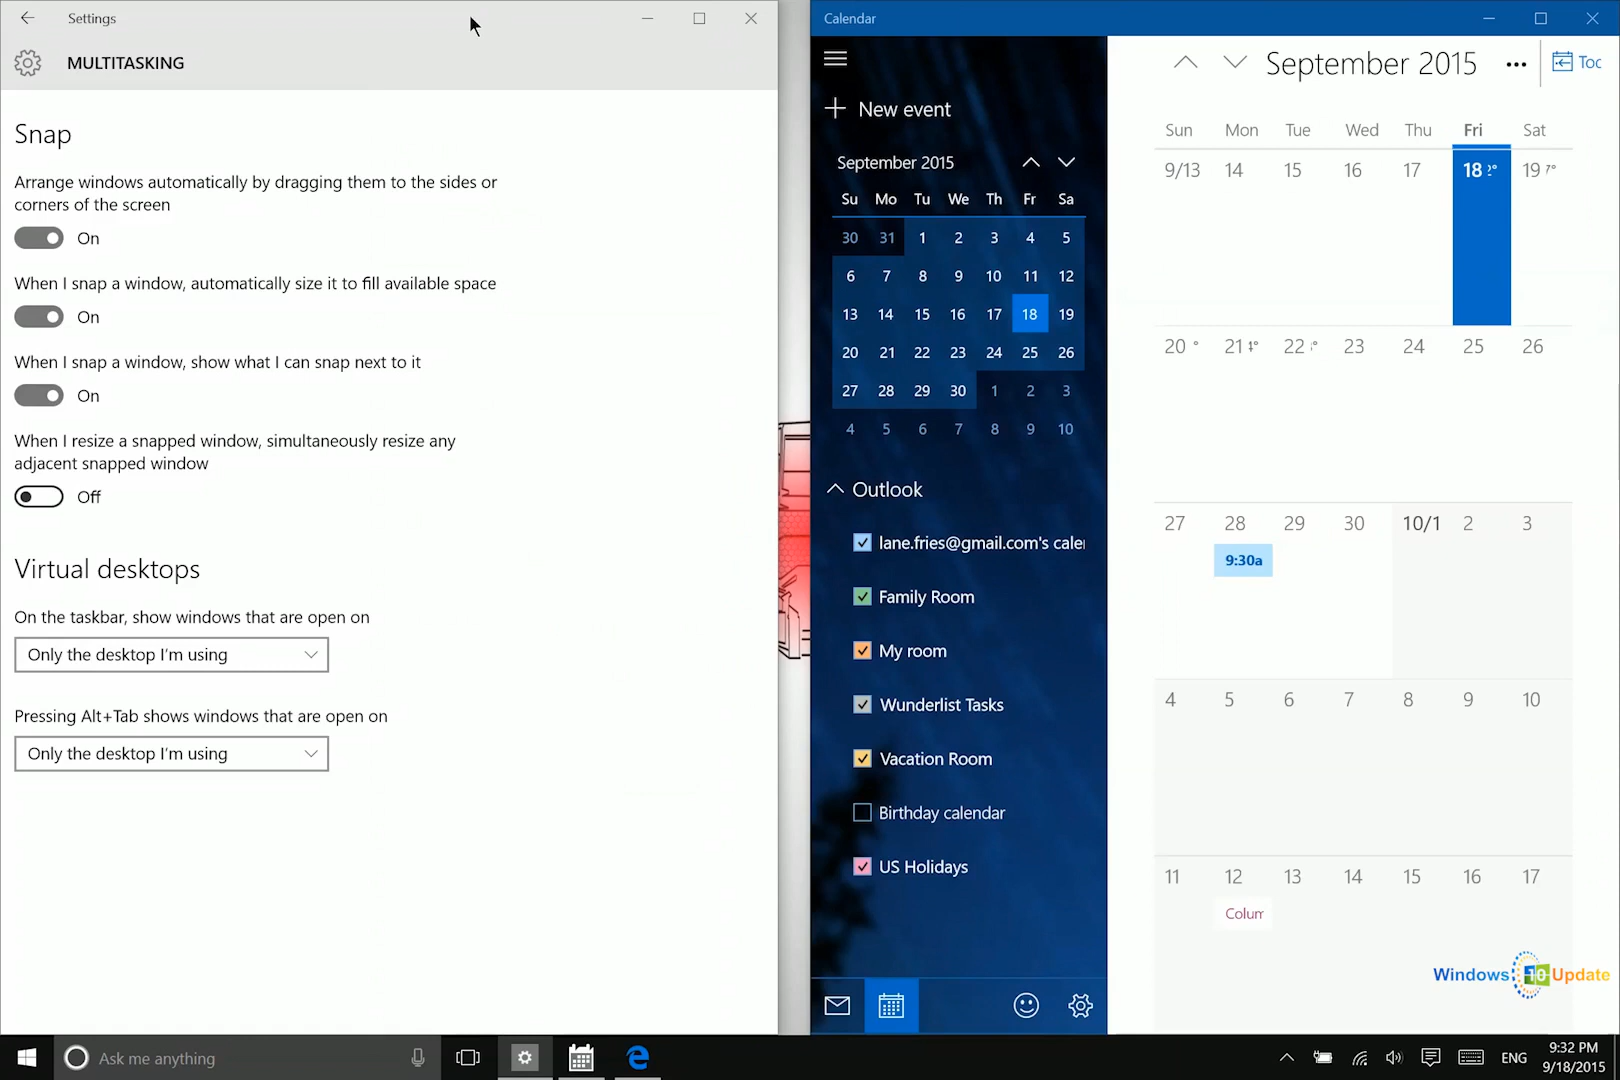 Settings
MULTITASKING
Snap
Arrange windows automatically by dragging them to the sides or
corners of the screen
On
When I snap a window, automatically size it to fill available space
On
When I snap a window, show what I can snap next to it
On
When I resize a snapped window, simultaneously resize any
adjacent snapped window
Off
Virtual desktops
On the taskbar, show windows that are open on
Only the desktop I'm using
Pressing Alt+Tab shows windows that are open on
Only the desktop I'm using
Calendar
New event
September 2015
Su Mo Tu We Th Fr Sa
30 31 1 2 3 4 5
6 7 8 9 10 11 12
13 14 15 16 17 18 19
20 21 22 23 24 25 26
27 28 29 30 1 2 3
4 5 6 7 8 9 10
Outlook
lane.fries@gmail.com's caler
Family Room
My room
Wunderlist Tasks
Vacation Room
Birthday calendar
US Holidays
September 2015 ••• Toc
Sun Mon Tue Wed Thu Fri Sat
9/13 14 15 16 17 18 2° 19 7°
20 ° 21 4° 22 ° 23 24 25 26
27 28 29 30 10/1 2 3
9:30a
4 5 6 7 8 9 10
11 12 13 14 15 16 17
Colum
Windows 10 Update
Ask me anything
ENG
9:32 PM
9/18/2015